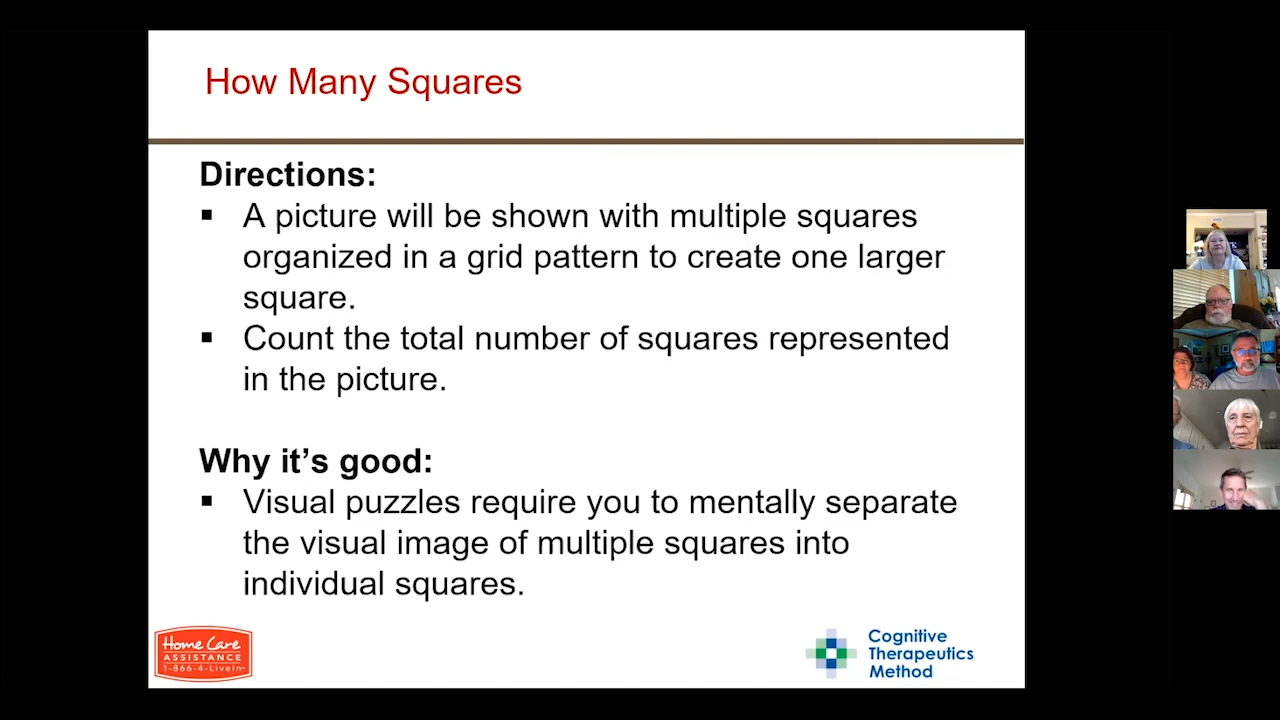 How Many Squares
Directions:
▪ A picture will be shown with multiple squares
organized in a grid pattern to create one larger
square.
▪ Count the total number of squares represented
in the picture.
Why it's good:
▪ Visual puzzles require you to mentally separate
the visual image of multiple squares into
individual squares.
Home Care
ASSISTANCE
1-866-4-LiveIn
Cognitive
Therapeutics
Method